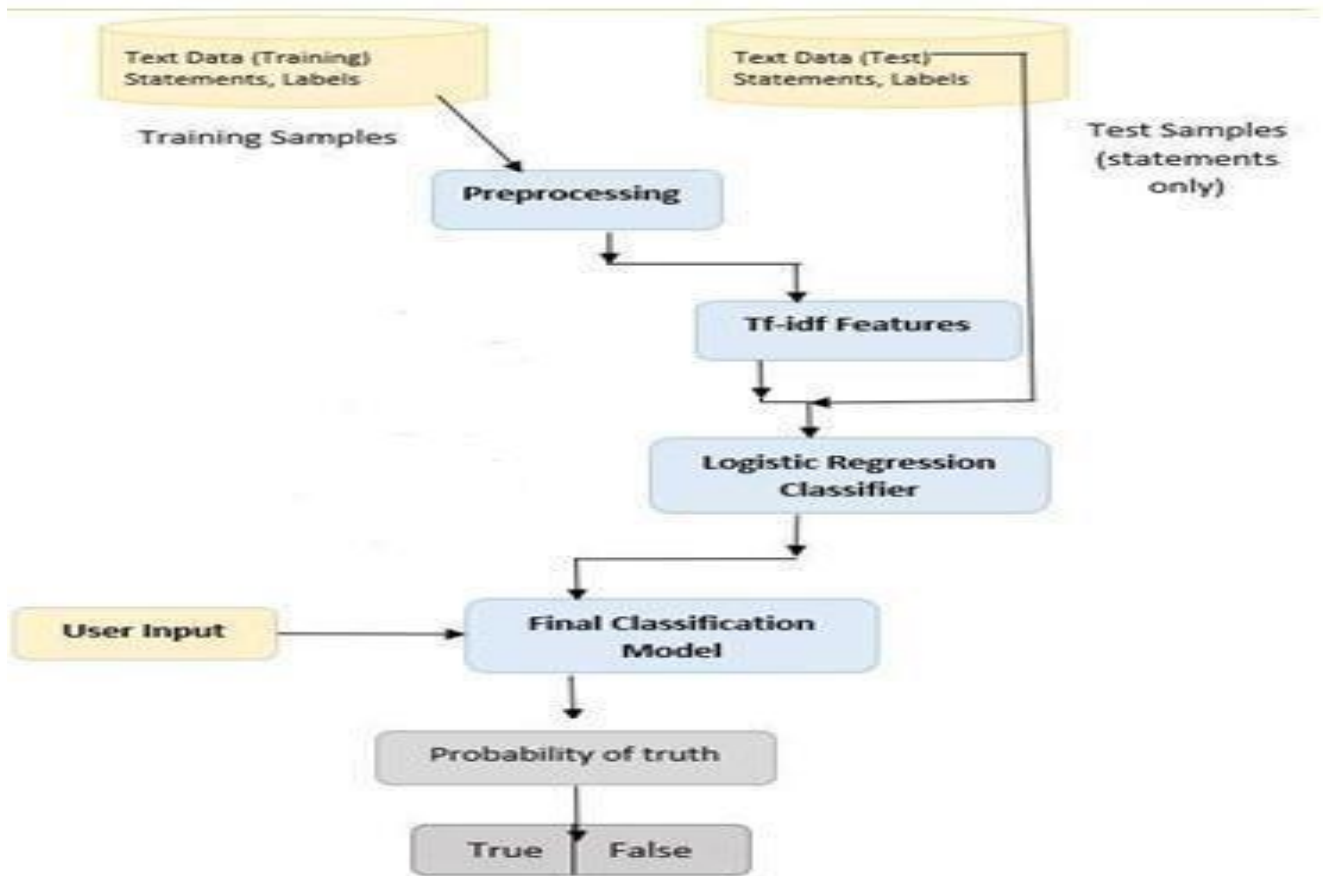 Text Data (Training)
Statements, Labels
Text Data (Test)
Statements, Labels
Training Samples
Test Samples
(statements
only)
Preprocessing
Tf-idf Features
Logistic Regression
Classifier
User Input
Final Classification
Model
Probability of truth
True
False